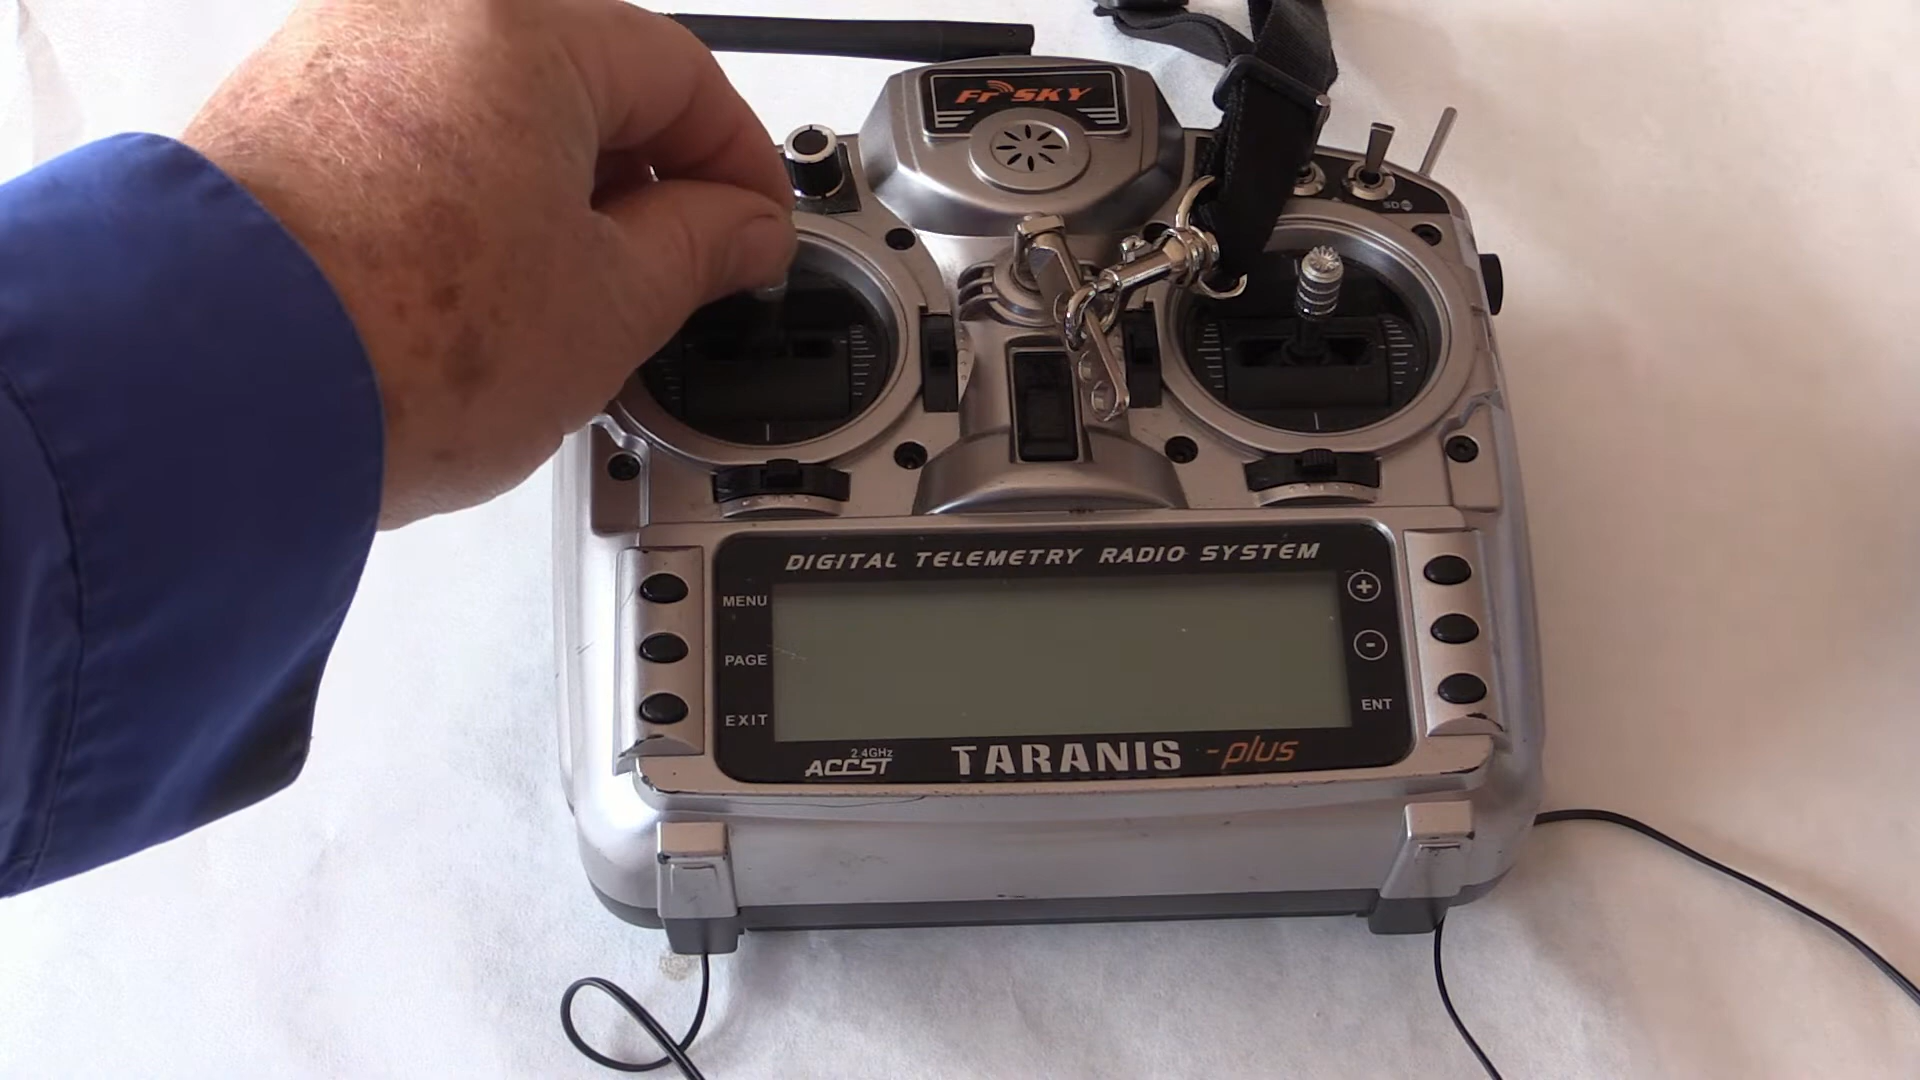 FrSKY
SD
DIGITAL TELEMETRY RADIO SYSTEM
MENU
+
PAGE
-
EXIT
ENT
2.4GHz
ACCST
TARANIS -plus